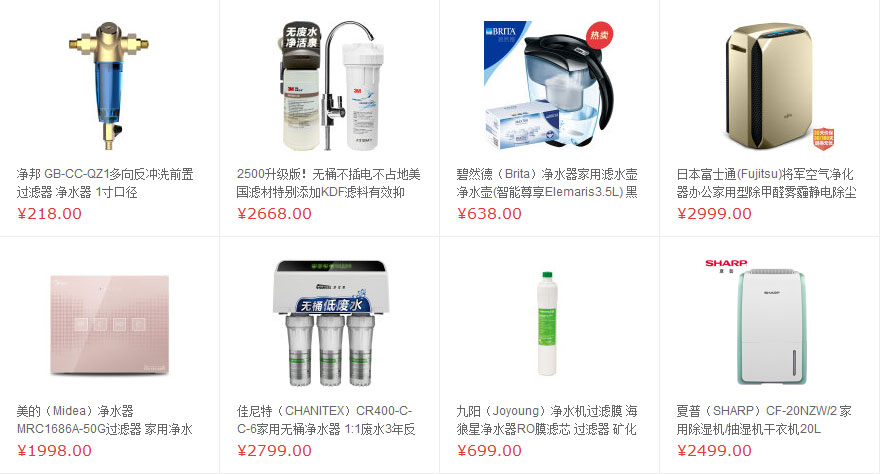 无废水
净活泉
3M
3M
BRITA
热卖
净邦 GB-CC-QZ1多向反冲洗前置
过滤器 净水器 1寸口径
¥218.00
2500升级版！无桶不插电不占地美
国滤材特别添加KDF滤料有效抑
¥2668.00
碧然德（Brita）净水器家用滤水壶
净水壶(智能尊享Elemaris3.5L) 黑
¥638.00
日本富士通(Fujitsu)将军空气净化
器办公家用型除甲醛雾霾静电除尘
¥2999.00
无桶低废水
SHARP
夏普
SHARP
美的（Midea）净水器
MRC1686A-50G过滤器 家用净水
¥1998.00
佳尼特（CHANITEX）CR400-C-
C-6家用无桶净水器 1:1废水3年反
¥2799.00
九阳（Joyoung）净水机过滤膜 海
狼星净水器RO膜滤芯 过滤器 矿化
¥699.00
夏普（SHARP）CF-20NZW/2 家
用除湿机/抽湿机干衣机20L
¥2499.00